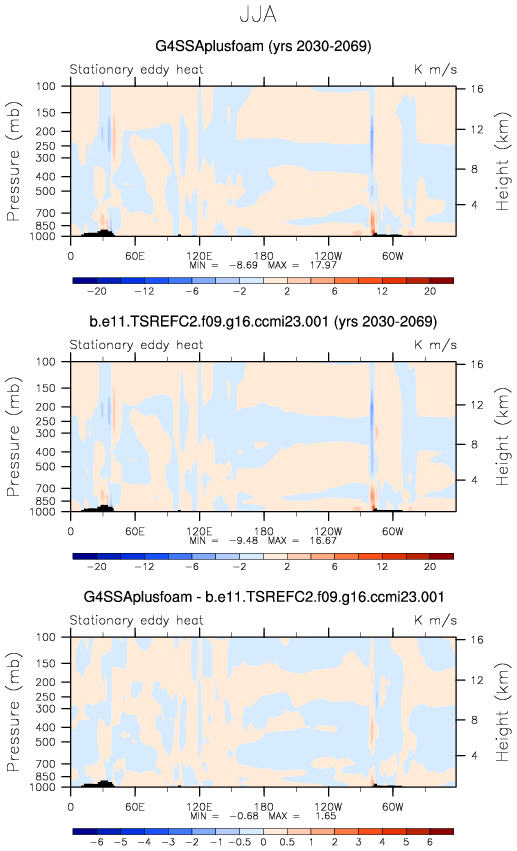 JJA
G4SSAplusfoam (yrs 2030-2069)
Stationary eddy heat K m/s
Pressure (mb)
100
150
200
250
300
400
500
700
850
1000
16
12
8
4
Height (km)
0 60E 120E 180 120W 60W
MIN = -8.69 MAX = 17.97
-20 -12 -6 -2 2 6 12 20
b.e11.TSREFC2.f09.g16.ccmi23.001 (yrs 2030-2069)
Stationary eddy heat K m/s
Pressure (mb)
100
150
200
250
300
400
500
700
850
1000
16
12
8
4
Height (km)
0 60E 120E 180 120W 60W
MIN = -9.48 MAX = 16.67
-20 -12 -6 -2 2 6 12 20
G4SSAplusfoam - b.e11.TSREFC2.f09.g16.ccmi23.001
Stationary eddy heat K m/s
Pressure (mb)
100
150
200
250
300
400
500
700
850
1000
16
12
8
4
Height (km)
0 60E 120E 180 120W 60W
MIN = -0.68 MAX = 1.65
-6 -5 -4 -3 -2 -1 -0.5 0 0.5 1 2 3 4 5 6